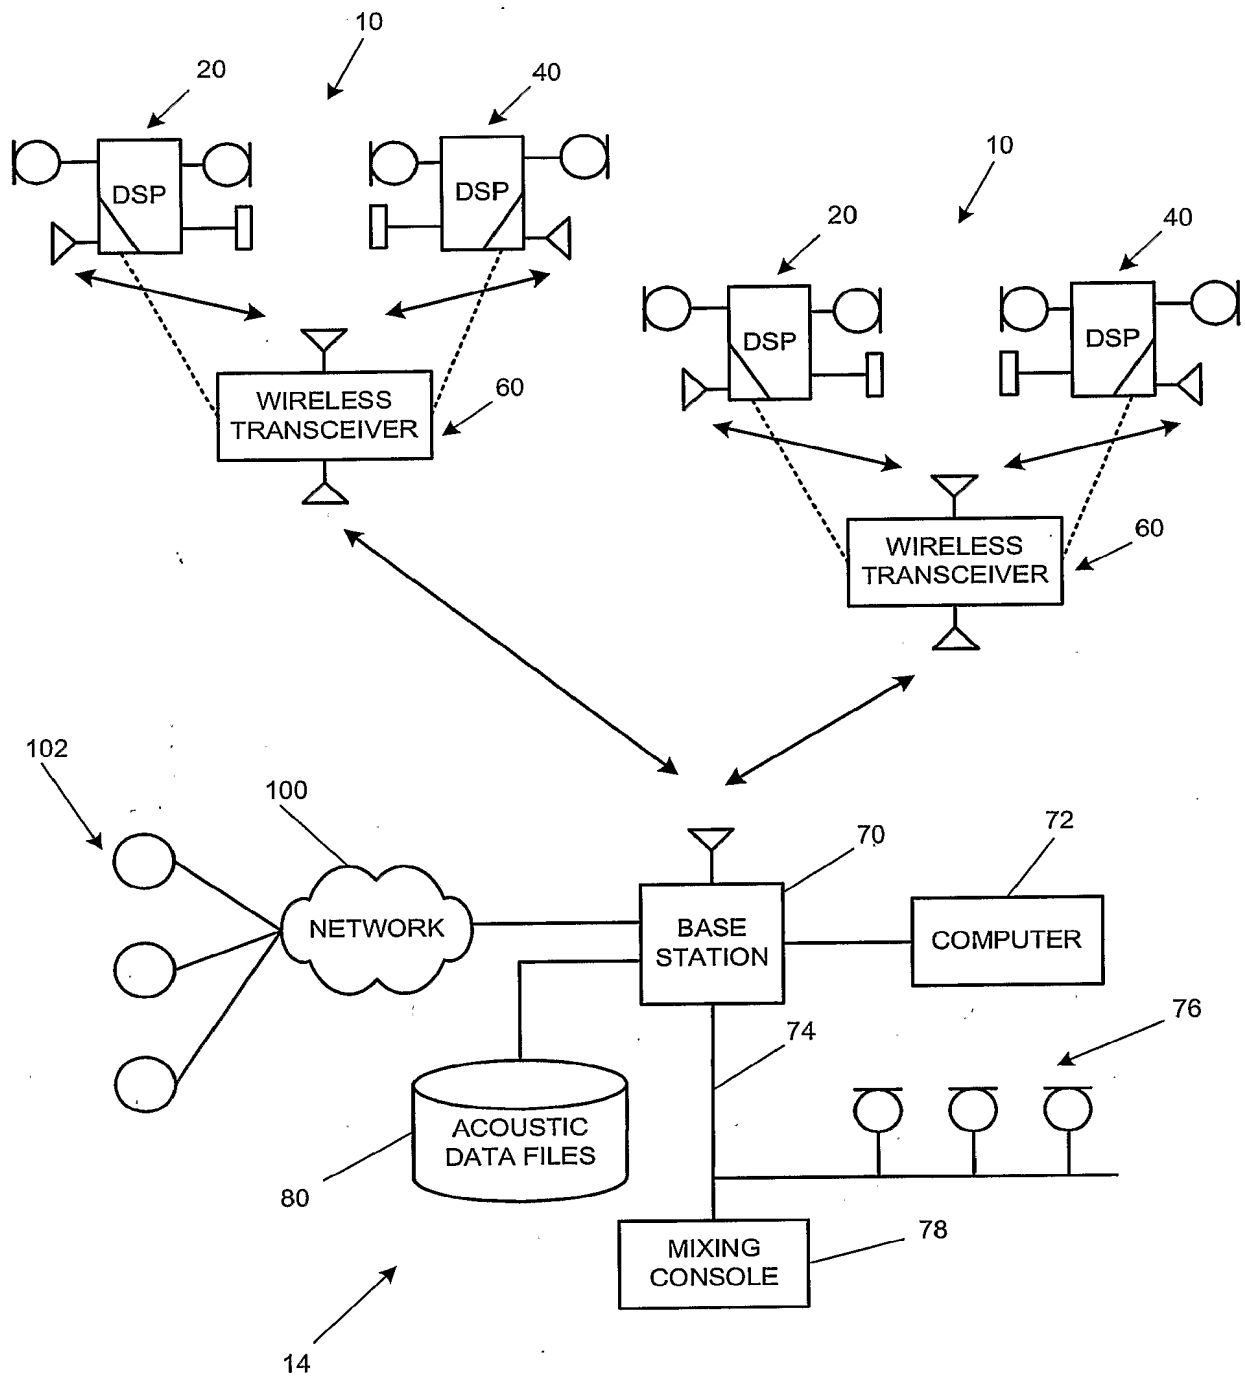 10
20
40
DSP
DSP
10
20
40
DSP
DSP
WIRELESS
TRANSCEIVER
60
WIRELESS
TRANSCEIVER
60
102
100
70
72
NETWORK
BASE
STATION
COMPUTER
74
76
ACOUSTIC
DATA FILES
80
MIXING
CONSOLE
78
14